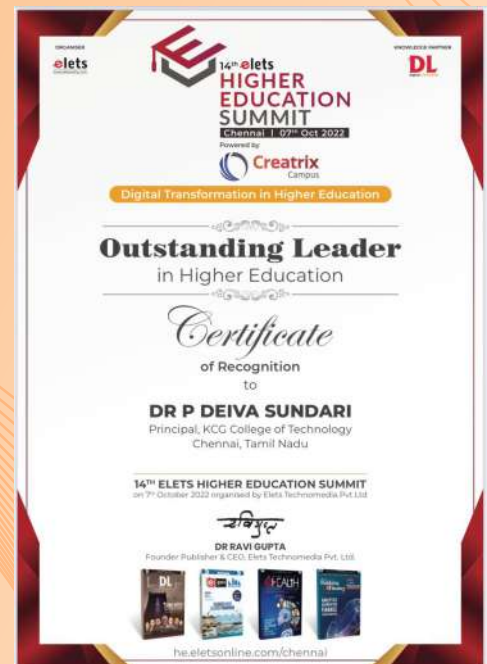 ORGANISER
elets
KNOWLEDGE PARTNER
DL
14th elets
HIGHER
EDUCATION
SUMMIT
Chennai | 07th Oct 2022
Powered by
Creatrix
Campus
Digital Transformation in Higher Education
Outstanding Leader
in Higher Education
Certificate
of Recognition
to
DR P DEIVA SUNDARI
Principal, KCG College of Technology
Chennai, Tamil Nadu
14TH ELETS HIGHER EDUCATION SUMMIT
on 7th October 2022 organised by Elets Technomedia Pvt Ltd
रविगुप्त
DR RAVI GUPTA
Founder Publisher & CEO, Elets Technomedia Pvt. Ltd.
DL
HEALTH
he.eletsonline.com/chennai